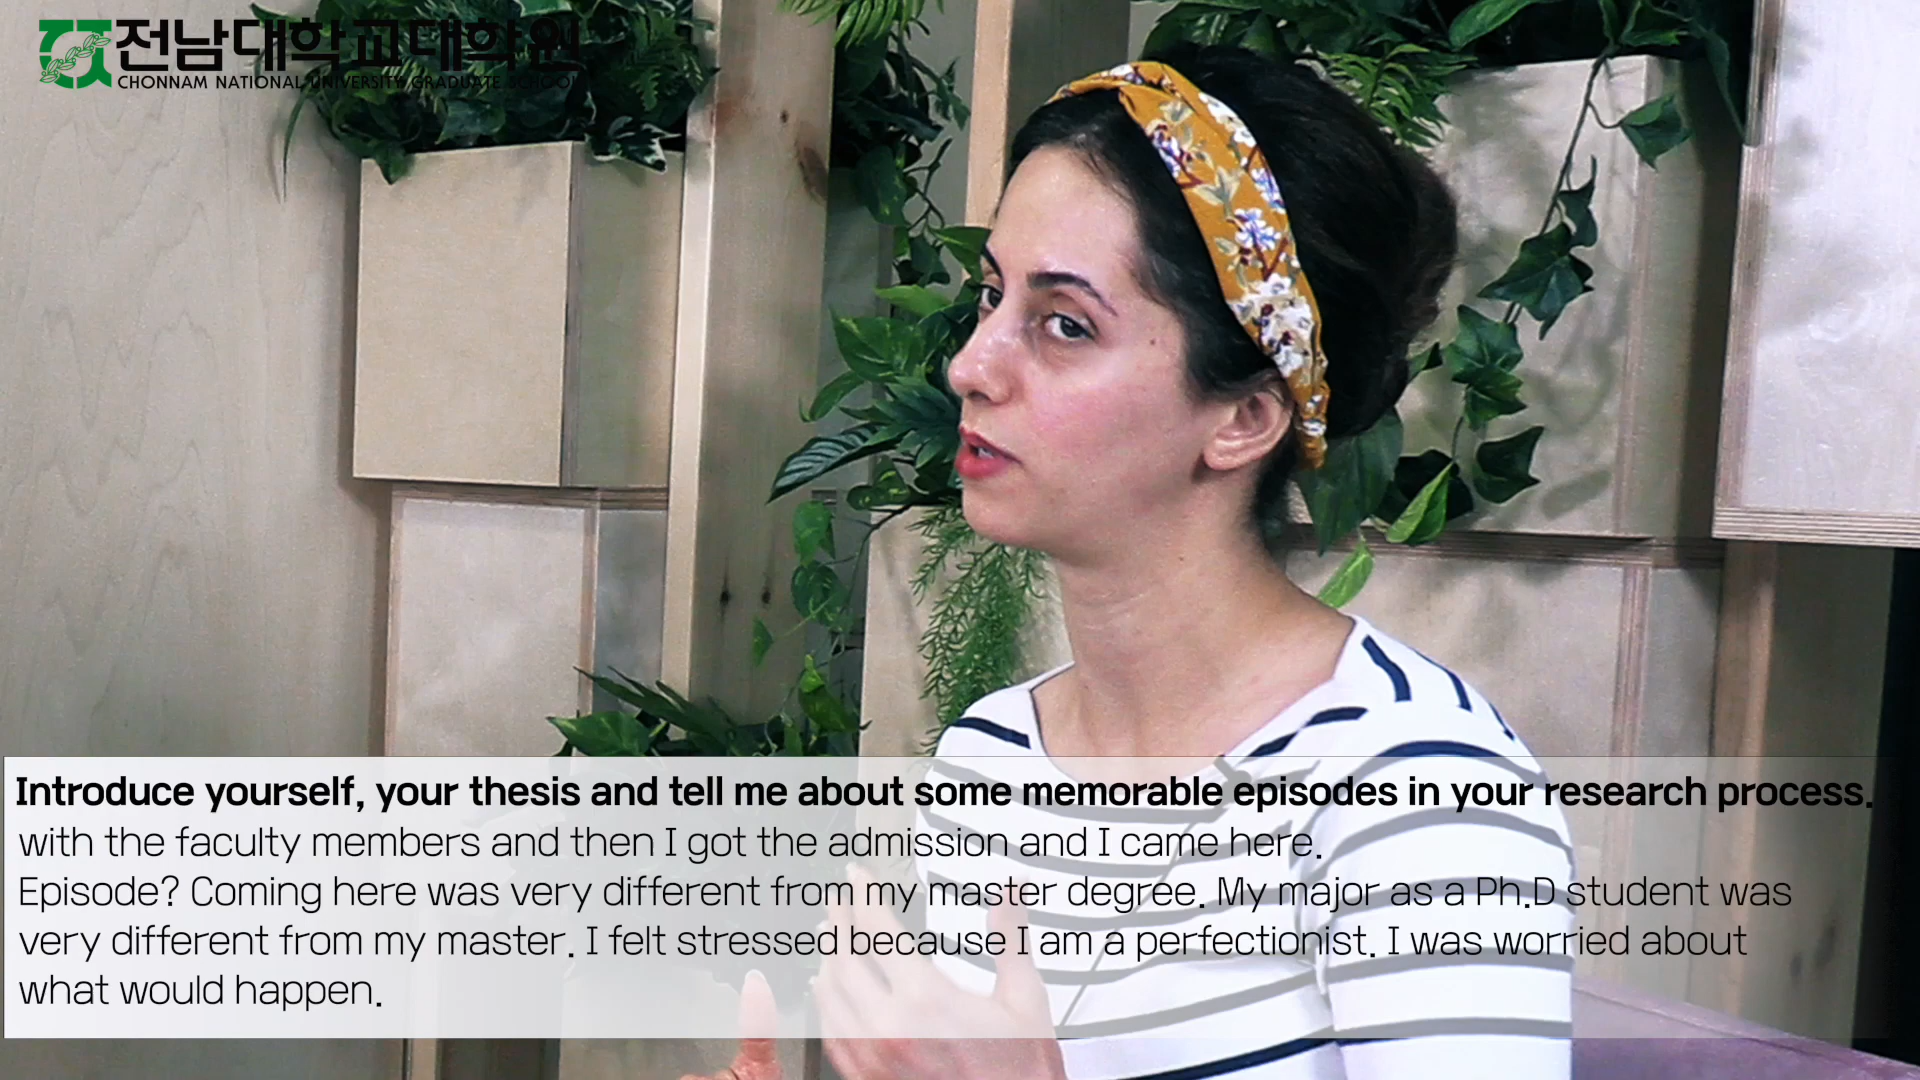 전남대학교대학원
CHONNAM NATIONAL UNIVERSITY GRADUATE SCHOOL
Introduce yourself, your thesis and tell me about some memorable episodes in your research process.
with the faculty members and then I got the admission and I came here.
Episode? Coming here was very different from my master degree. My major as a Ph.D student was
very different from my master. I felt stressed because I am a perfectionist. I was worried about
what would happen.